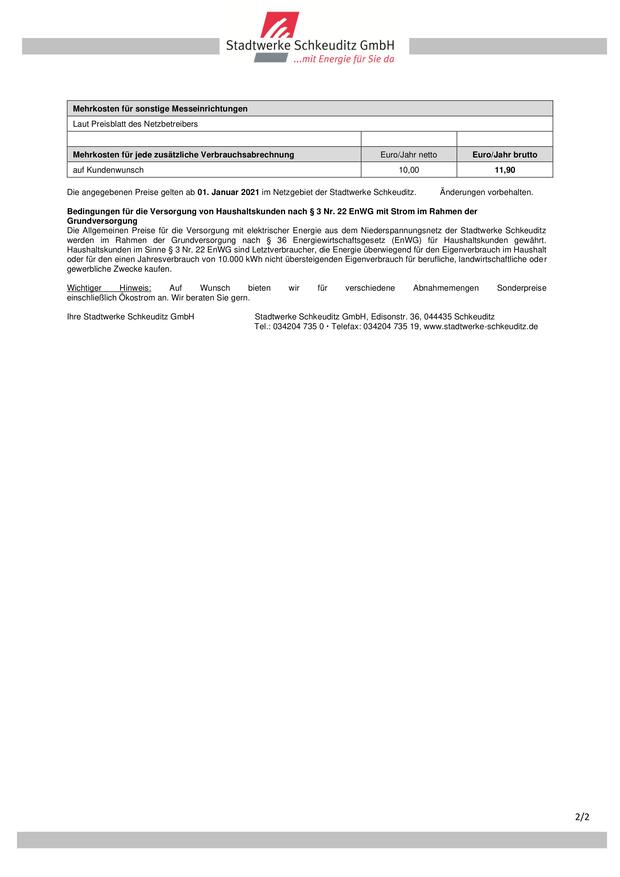 Stadtwerke Schkeuditz GmbH
...mit Energie für Sie da
Mehrkosten für sonstige Messeinrichtungen
Laut Preisblatt des Netzbetreibers
Mehrkosten für jede zusätzliche Verbrauchsabrechnung Euro/Jahr netto Euro/Jahr brutto
auf Kundenwunsch 10,00 11,90
Die angegebenen Preise gelten ab 01. Januar 2021 im Netzgebiet der Stadtwerke Schkeuditz. Änderungen vorbehalten.
Bedingungen für die Versorgung von Haushaltskunden nach § 3 Nr. 22 EnWG mit Strom im Rahmen der
Grundversorgung
Die Allgemeinen Preise für die Versorgung mit elektrischer Energie aus dem Niederspannungsnetz der Stadtwerke Schkeuditz
werden im Rahmen der Grundversorgung nach § 36 Energiewirtschaftsgesetz (EnWG) für Haushaltskunden gewährt.
Haushaltskunden im Sinne § 3 Nr. 22 EnWG sind Letztverbraucher, die Energie überwiegend für den Eigenverbrauch im Haushalt
oder für den einen Jahresverbrauch von 10.000 kWh nicht übersteigenden Eigenverbrauch für berufliche, landwirtschaftliche oder
gewerbliche Zwecke kaufen.
Wichtiger Hinweis: Auf Wunsch bieten wir für verschiedene Abnahmemengen Sonderpreise
einschließlich Ökostrom an. Wir beraten Sie gern.
Ihre Stadtwerke Schkeuditz GmbH Stadtwerke Schkeuditz GmbH, Edisonstr. 36, 044435 Schkeuditz
Tel.: 034204 735 0 • Telefax: 034204 735 19, www.stadtwerke-schkeuditz.de
2/2